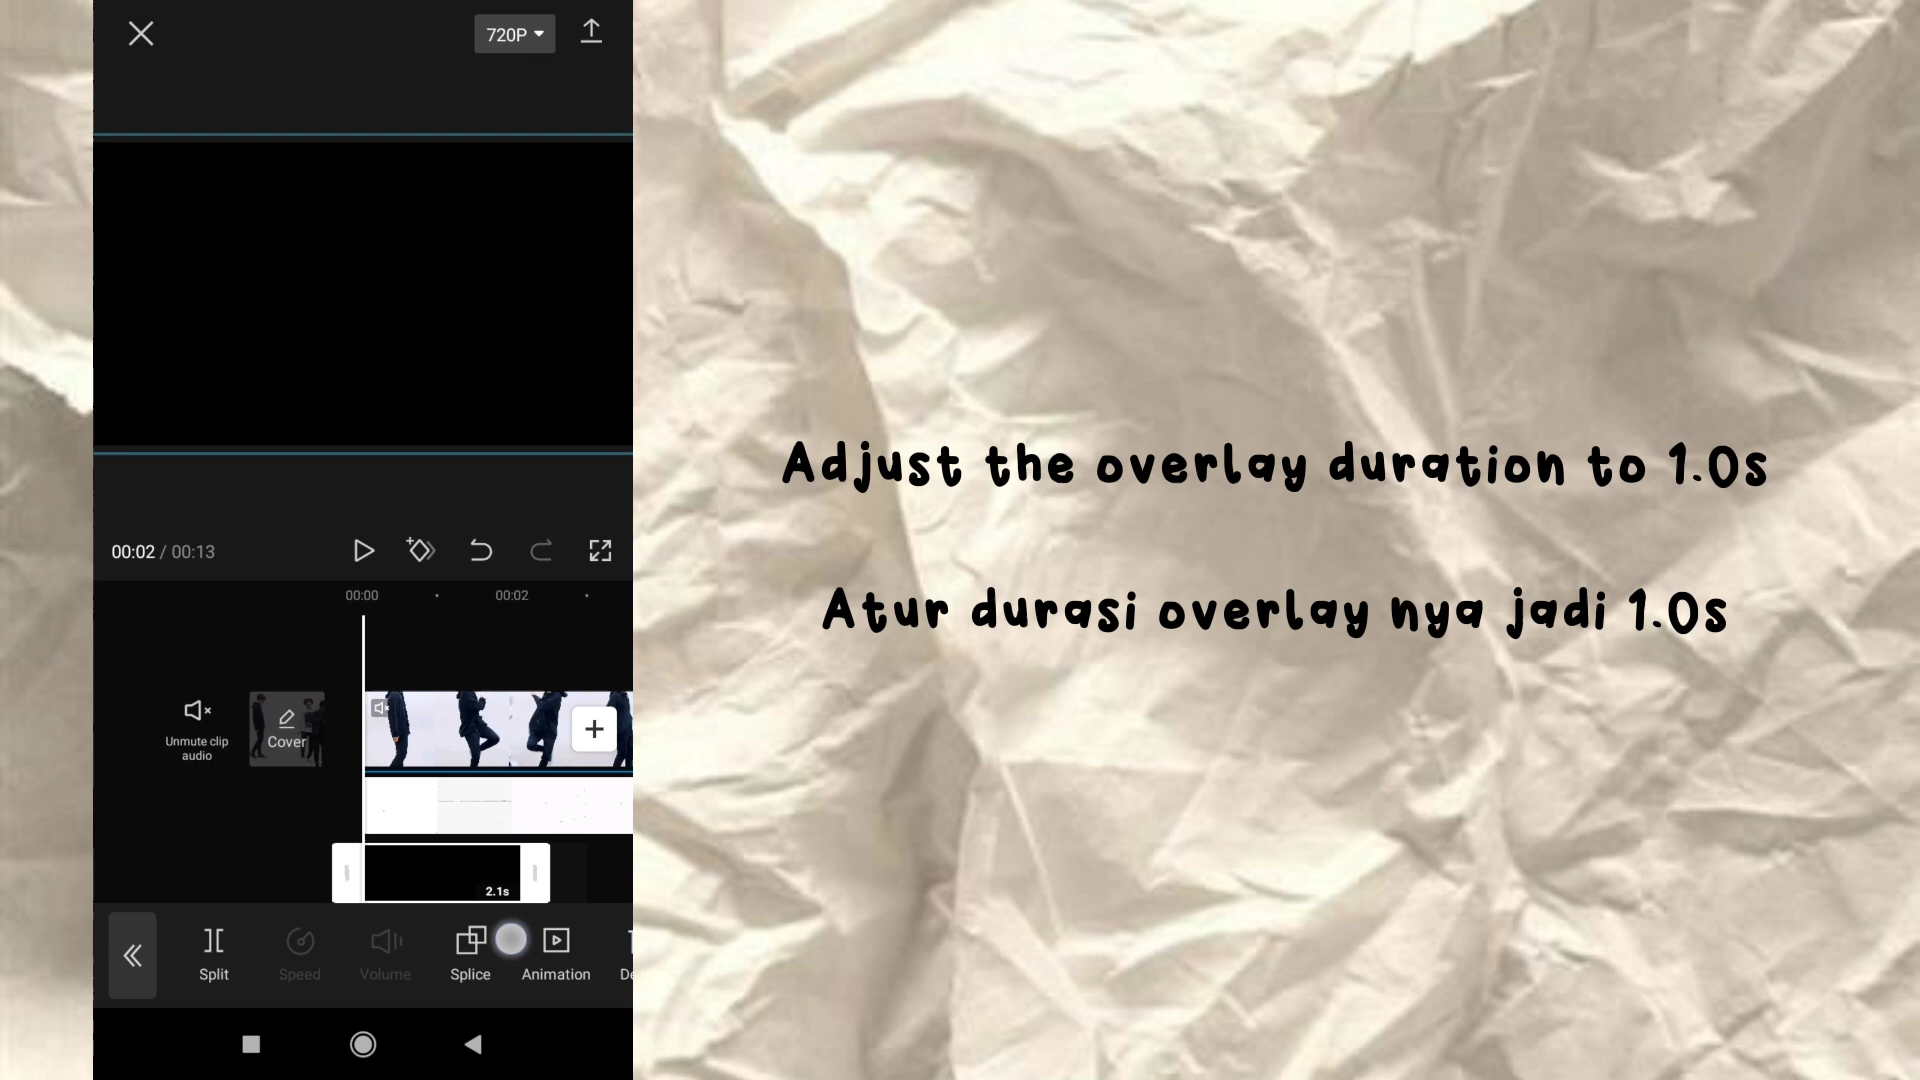 720P
00:02 / 00:13
00:00
00:02
Unmute clip
audio
Cover
2.1s
Split
Speed
Volume
Splice
Animation
Adjust the overlay duration to 1.0s
Atur durasi overlay nya jadi 1.0s